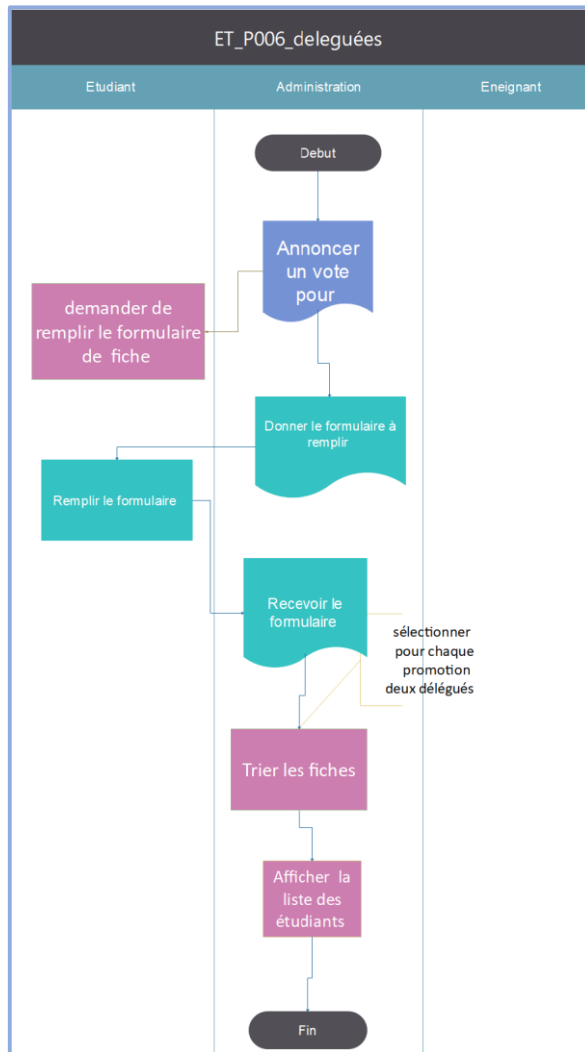 ET_P006_deleguées
Etudiant
Administration
Eneignant
Debut
Annoncer
un vote
pour
demander de
remplir le formulaire
de fiche
Donner le formulaire à
remplir
Remplir le formulaire
Recevoir le
formulaire
sélectionner
pour chaque
promotion
deux délégués
Trier les fiches
Afficher la
liste des
étudiants
Fin